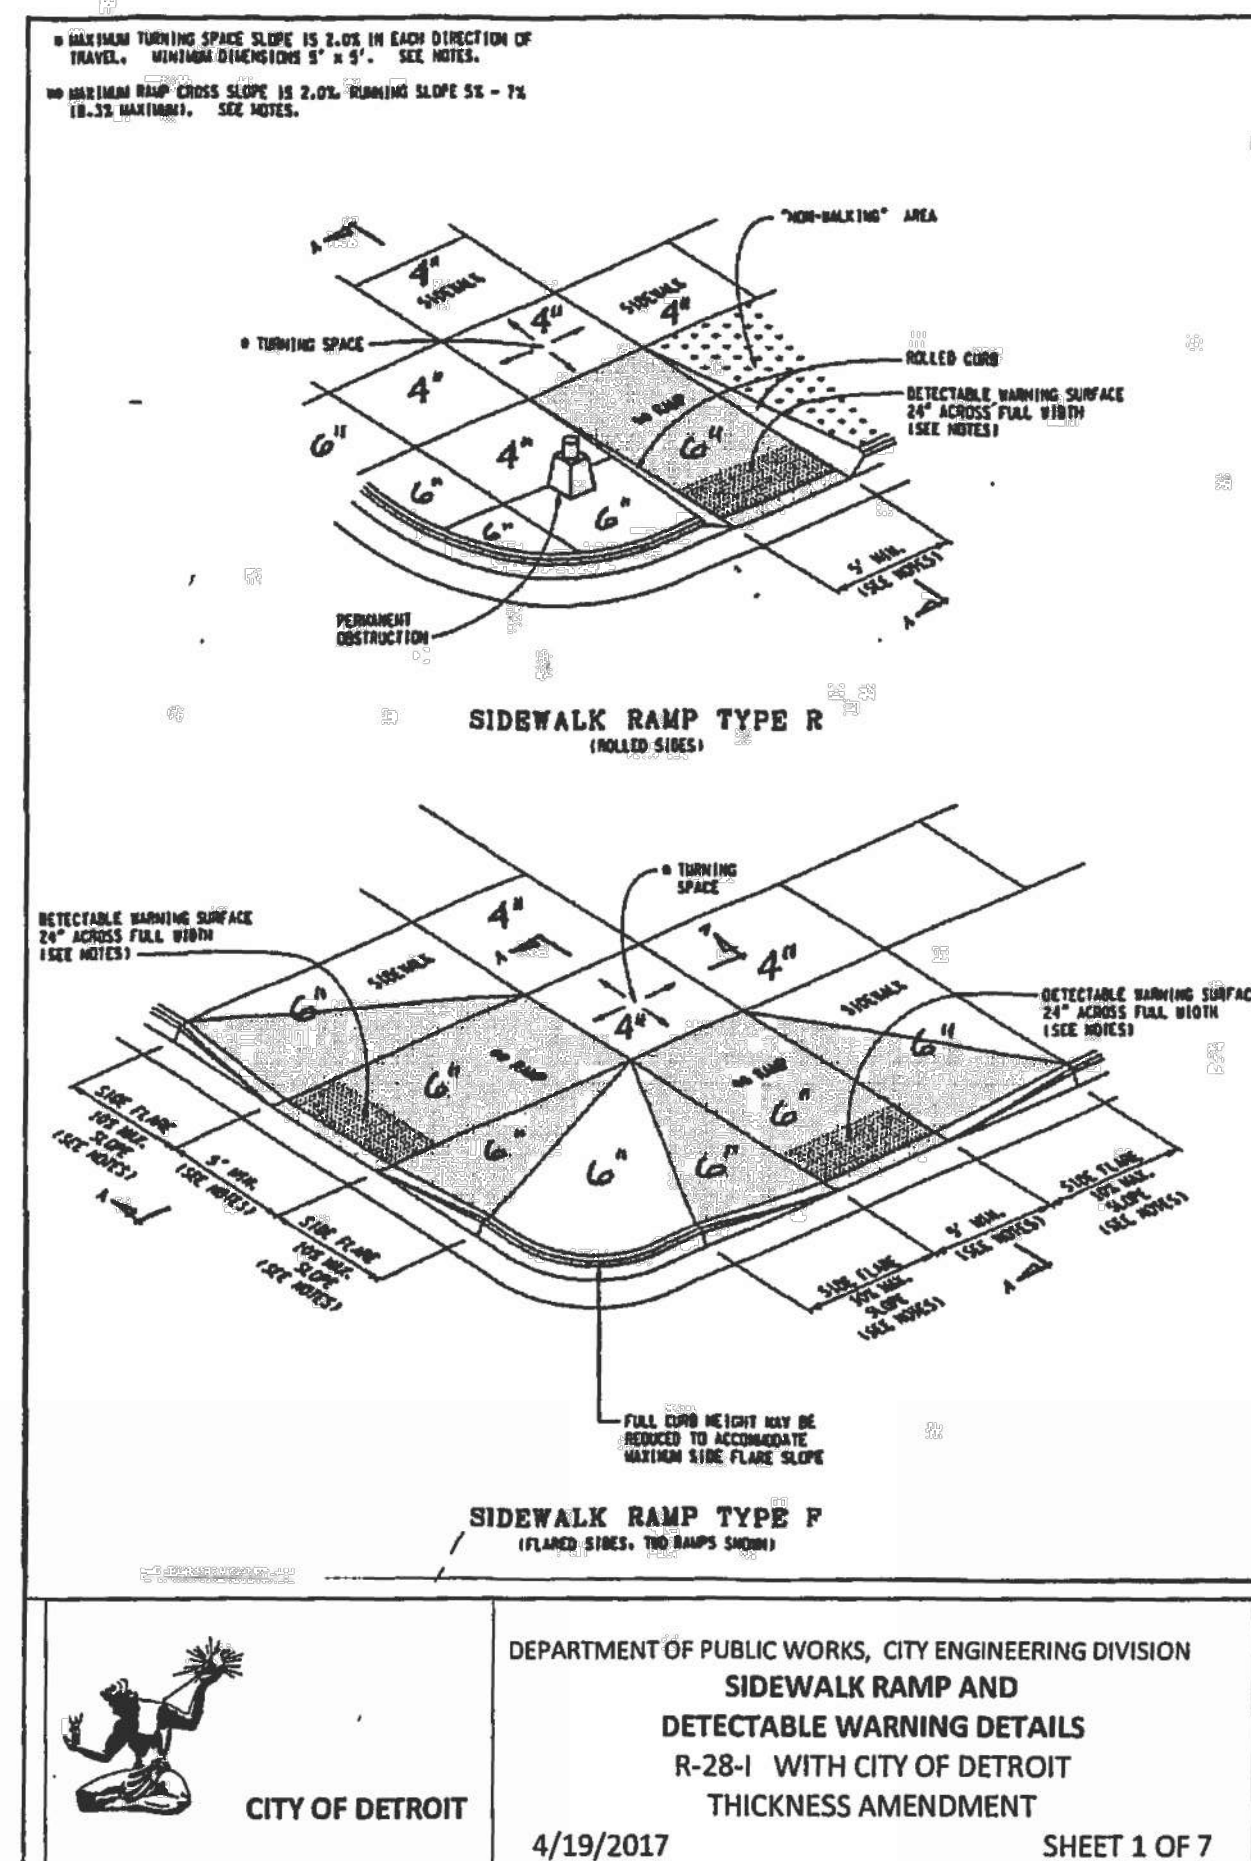 * MAXIMUM TURNING SPACE SLOPE IS 2.0% IN EACH DIRECTION OF
TRAVEL. MINIMUM DIMENSIONS 5' x 5'. SEE NOTES.
** MAXIMUM RAMP CROSS SLOPE IS 2.0%, RUNNING SLOPE 5% - 7%
(8.3% MAXIMUM). SEE NOTES.
"NON-WALKING" AREA
A
4"
SIDEWALK
SIDEWALK
4"
4"
* TURNING SPACE
ROLLED CURB
4"
DETECTABLE WARNING SURFACE
24" ACROSS FULL WIDTH
(SEE NOTES)
** RAMP
6"
6"
4"
6"
6"
6"
5' MIN.
(SEE NOTES)
A
PERMANENT
OBSTRUCTION
SIDEWALK RAMP TYPE R
(ROLLED SIDES)
* TURNING
SPACE
DETECTABLE WARNING SURFACE
24" ACROSS FULL WIDTH
(SEE NOTES)
4"
A
A
4"
SIDEWALK
SIDEWALK
DETECTABLE WARNING SURFAC
24" ACROSS FULL WIDTH
(SEE NOTES)
6"
4"
6"
** RAMP
** RAMP
6"
6"
6"
6"
6"
SIDE FLARE
10% MAX.
SLOPE
(SEE NOTES)
5' MIN.
(SEE NOTES)
SIDE FLARE
10% MAX.
SLOPE
(SEE NOTES)
A
SIDE FLARE
10% MAX.
SLOPE
(SEE NOTES)
5' MIN.
(SEE NOTES)
SIDE FLARE
10% MAX.
SLOPE
(SEE NOTES)
A
FULL CURB HEIGHT MAY BE
REDUCED TO ACCOMMODATE
MAXIMUM SIDE FLARE SLOPE
SIDEWALK RAMP TYPE F
(FLARED SIDES, TWO RAMPS SHOWN)
CITY OF DETROIT
DEPARTMENT OF PUBLIC WORKS, CITY ENGINEERING DIVISION
SIDEWALK RAMP AND
DETECTABLE WARNING DETAILS
R-28-I WITH CITY OF DETROIT
THICKNESS AMENDMENT
4/19/2017
SHEET 1 OF 7